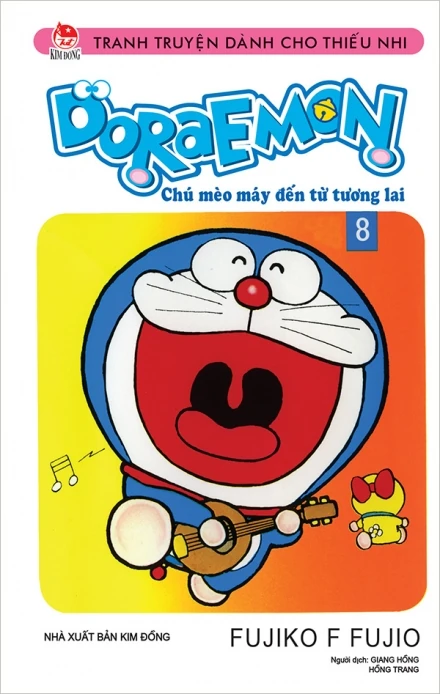 KIM ĐỒNG
TRANH TRUYỆN DÀNH CHO THIẾU NHI
DORAEMON
Chú mèo máy đến từ tương lai
8
NHÀ XUẤT BẢN KIM ĐỒNG
FUJIKO F FUJIO
Người dịch: GIANG HỒNG
HỒNG TRANG